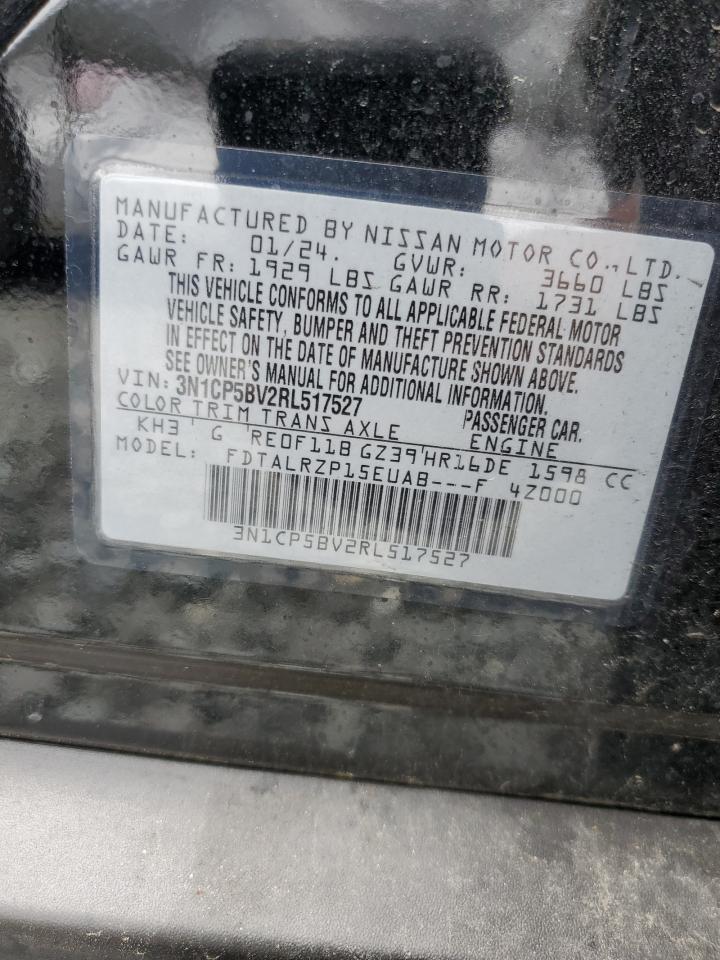 MANUFACTURED BY NISSAN MOTOR CO., LTD.
DATE: 01/24. GVWR: 3660 LBS
GAWR FR: 1929 LBS GAWR RR: 1731 LBS
THIS VEHICLE CONFORMS TO ALL APPLICABLE FEDERAL MOTOR
VEHICLE SAFETY, BUMPER AND THEFT PREVENTION STANDARDS
IN EFFECT ON THE DATE OF MANUFACTURE SHOWN ABOVE.
SEE OWNER'S MANUAL FOR ADDITIONAL INFORMATION.
VIN: 3N1CP5BV2RL517527 PASSENGER CAR.
COLOR TRIM TRANS AXLE ENGINE
KH3 ' G ' RE0F11B GZ39'HR16DE 1598 CC
MODEL: FDTALRZP15EUAB---F 4Z000
3N1CP5BV2RL517527